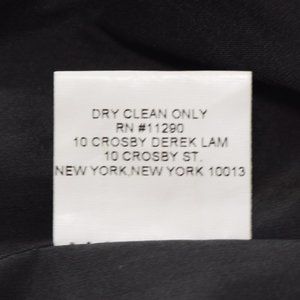 DRY CLEAN ONLY
RN #11290
10 CROSBY DEREK LAM
10 CROSBY ST.
NEW YORK,NEW YORK 10013